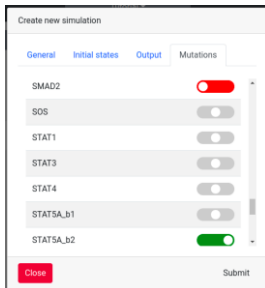 Create new simulation
General Initial states Output Mutations
SMAD2
SOS
STAT1
STAT3
STAT4
STAT5A_b1
STAT5A_b2
Close Submit